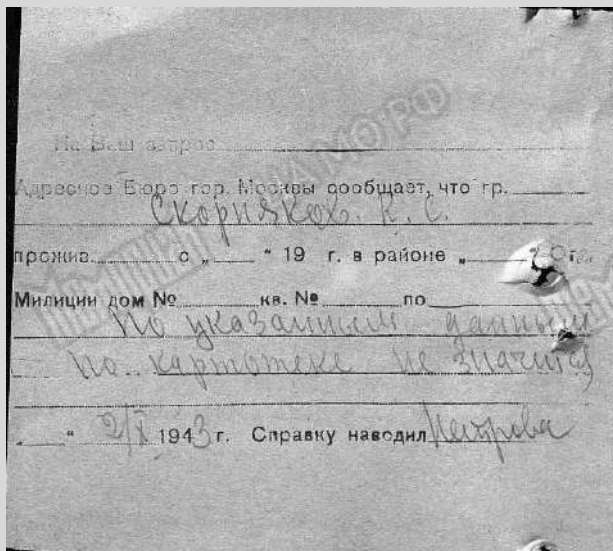 На Ваш запрос
Адресное Бюро гор. Москвы сообщает, что гр.
Скорняков. К. С.
прожив. с „ “ 19 г. в районе „ “ Отд.
Милиции дом № кв. № по
по указанным данным
по картотеке не значится
„ “ 2/X 1943 г. Справку наводил Петрова